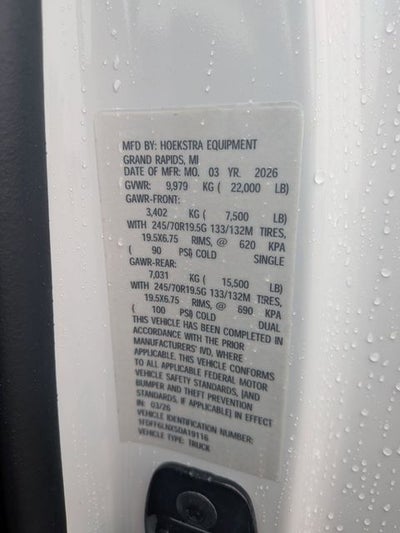 MFD BY: HOEKSTRA EQUIPMENT
GRAND RAPIDS, MI
DATE OF MFR: MO. 03 YR. 2026
GVWR: 9,979 KG ( 22,000 LB)
GAWR-FRONT:
3,402 KG ( 7,500 LB)
WITH 245/70R19.5G 133/132M TIRES,
19.5X6.75 RIMS, @ 620 KPA
( 90 PSI) COLD SINGLE
GAWR-REAR:
7,031 KG ( 15,500 LB)
WITH 245/70R19.5G 133/132M TIRES,
19.5X6.75 RIMS, @ 690 KPA
( 100 PSI) COLD DUAL
THIS VEHICLE HAS BEEN COMPLETED IN
ACCORDANCE WITH THE PRIOR
MANUFACTURERS' IVD, WHERE
APPLICABLE. THIS VEHICLE CONFORMS
TO ALL APPLICABLE FEDERAL MOTOR
VEHICLE SAFETY STANDARDS, [AND
BUMPER AND THEFT PREVENTION
STANDARDS, IF APPLICABLE] IN EFFECT
IN: 03/26
VEHICLE IDENTIFICATION NUMBER:
VEHICLE TYPE: TRUCK